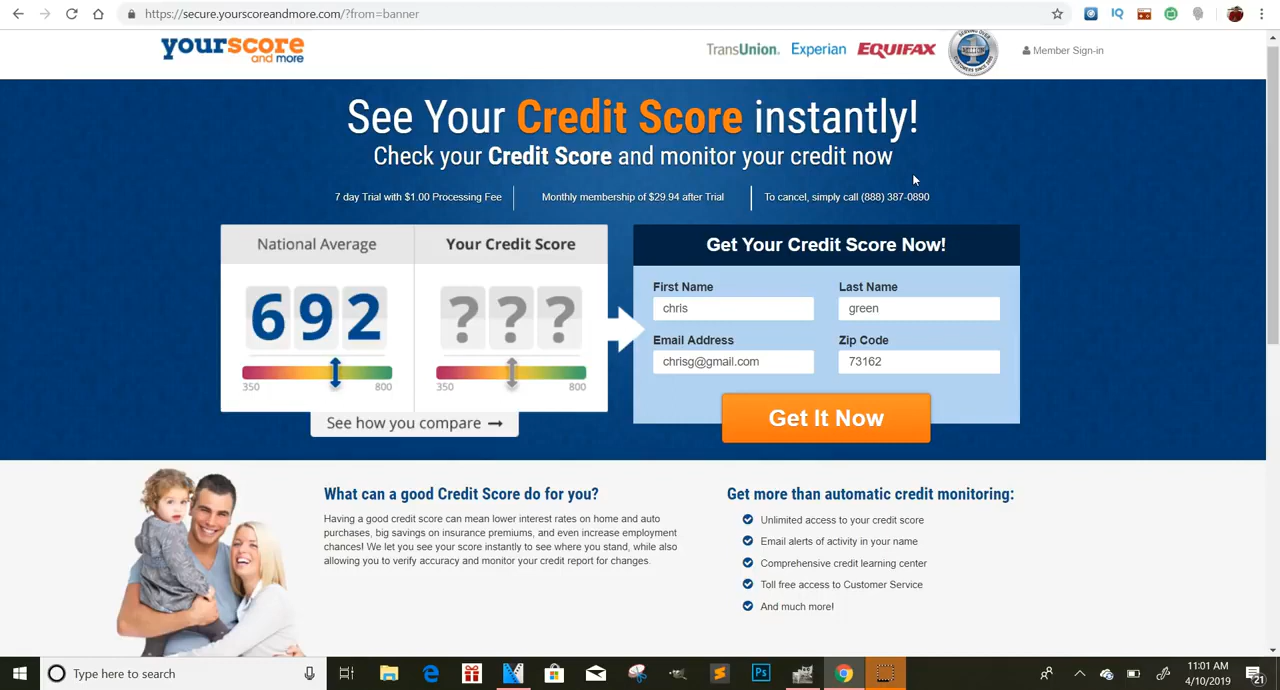 https://secure.yourscoreandmore.com/?from=banner
yourscore
and more
TransUnion.
Experian
EQUIFAX
Member Sign-in
See Your Credit Score instantly!
Check your Credit Score and monitor your credit now
7 day Trial with $1.00 Processing Fee
Monthly membership of $29.94 after Trial
To cancel, simply call (888) 387-0890
National Average
Your Credit Score
692
???
350
800
350
800
See how you compare
Get Your Credit Score Now!
First Name
Last Name
chris
green
Email Address
Zip Code
chrisg@gmail.com
73162
Get It Now
What can a good Credit Score do for you?
Having a good credit score can mean lower interest rates on home and auto
purchases, big savings on insurance premiums, and even increase employment
chances! We let you see your score instantly to see where you stand, while also
allowing you to verify accuracy and monitor your credit report for changes.
Get more than automatic credit monitoring:
Unlimited access to your credit score
Email alerts of activity in your name
Comprehensive credit learning center
Toll free access to Customer Service
And much more!
Type here to search
Ps
11:01 AM
4/10/2019
21